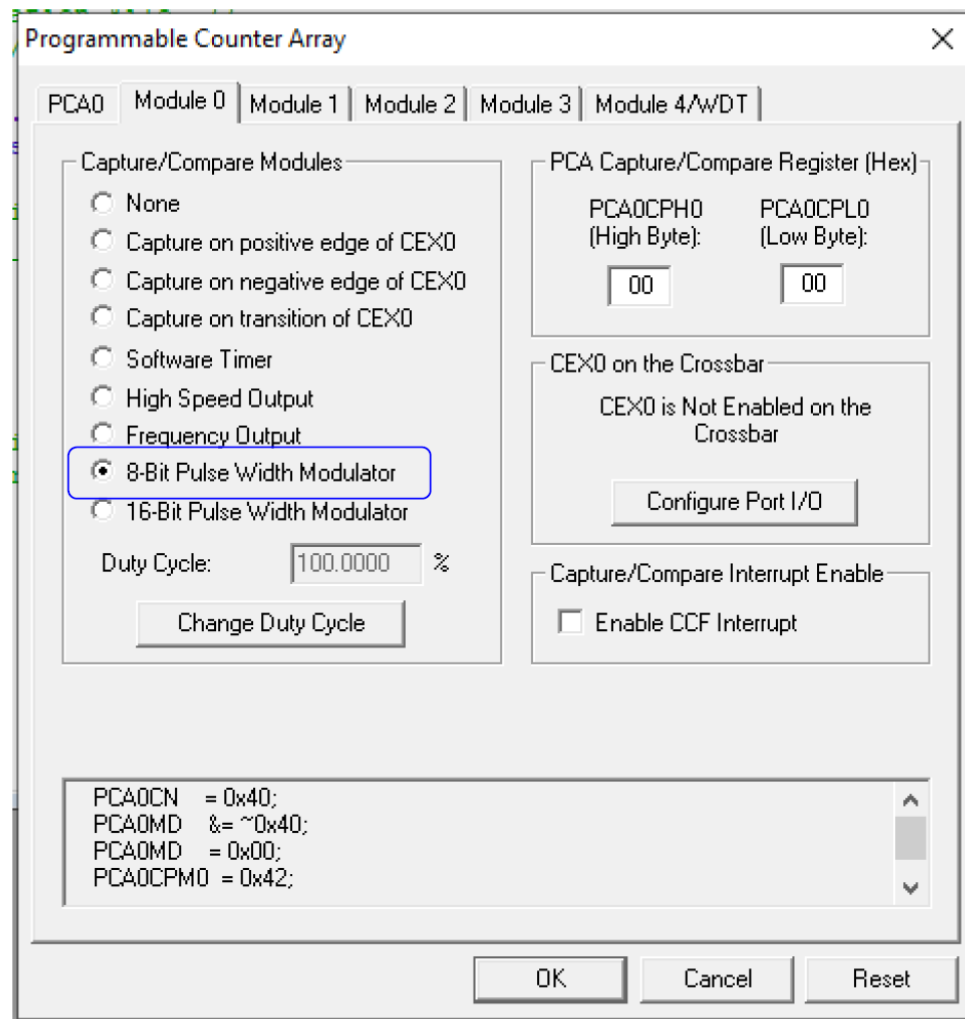 Programmable Counter Array
PCA0 Module 0 Module 1 Module 2 Module 3 Module 4/WDT
Capture/Compare Modules
None
Capture on positive edge of CEX0
Capture on negative edge of CEX0
Capture on transition of CEX0
Software Timer
High Speed Output
Frequency Output
8-Bit Pulse Width Modulator
16-Bit Pulse Width Modulator
Duty Cycle: 100.0000 %
Change Duty Cycle
PCA Capture/Compare Register (Hex)
PCA0CPH0 PCA0CPL0
(High Byte): (Low Byte):
00 00
CEX0 on the Crossbar
CEX0 is Not Enabled on the
Crossbar
Configure Port I/O
Capture/Compare Interrupt Enable
Enable CCF Interrupt
PCA0CN = 0x40;
PCA0MD &= ~0x40;
PCA0MD = 0x00;
PCA0CPM0 = 0x42;
OK Cancel Reset